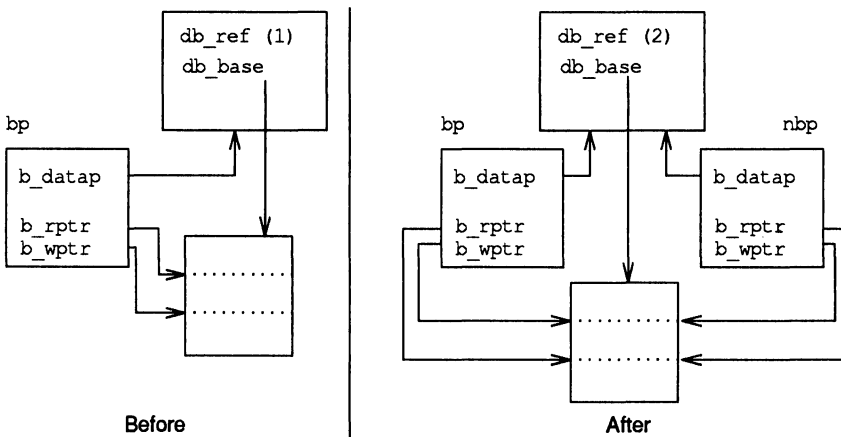 db_ref (1)
db_base
bp
b_datap
b_rptr
b_wptr
Before
db_ref (2)
db_base
bp
nbp
b_datap
b_datap
b_rptr
b_wptr
b_rptr
b_wptr
After